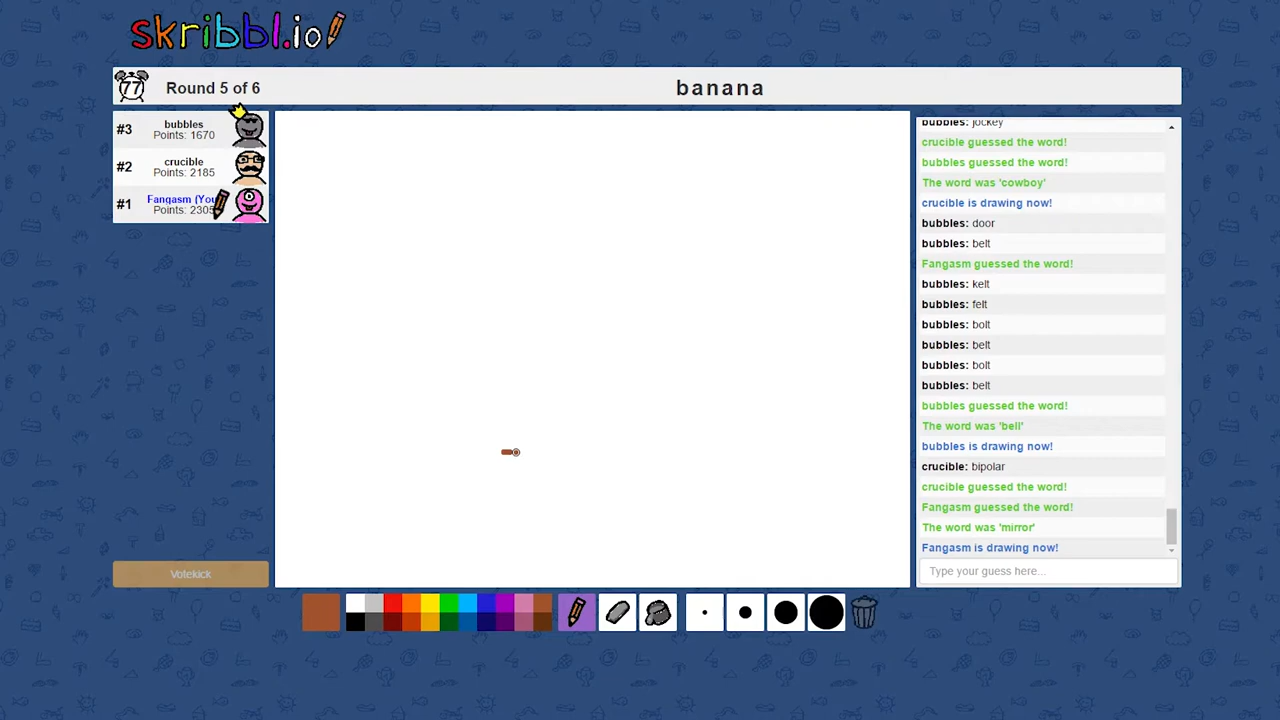 skribbl.io
77
Round 5 of 6
banana
#3
bubbles
Points: 1670
#2
crucible
Points: 2185
#1
Fangasm (You
Points: 2305
Votekick
bubbles: jockey
crucible guessed the word!
bubbles guessed the word!
The word was 'cowboy'
crucible is drawing now!
bubbles: door
bubbles: belt
Fangasm guessed the word!
bubbles: kelt
bubbles: felt
bubbles: bolt
bubbles: belt
bubbles: bolt
bubbles: belt
bubbles guessed the word!
The word was 'bell'
bubbles is drawing now!
crucible: bipolar
crucible guessed the word!
Fangasm guessed the word!
The word was 'mirror'
Fangasm is drawing now!
Type your guess here...